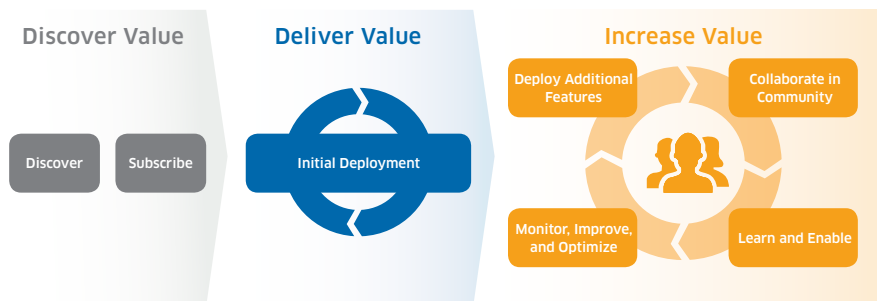 Discover Value
Deliver Value
Increase Value
Discover
Subscribe
Initial Deployment
Deploy Additional
Features
Collaborate in
Community
Monitor, Improve,
and Optimize
Learn and Enable